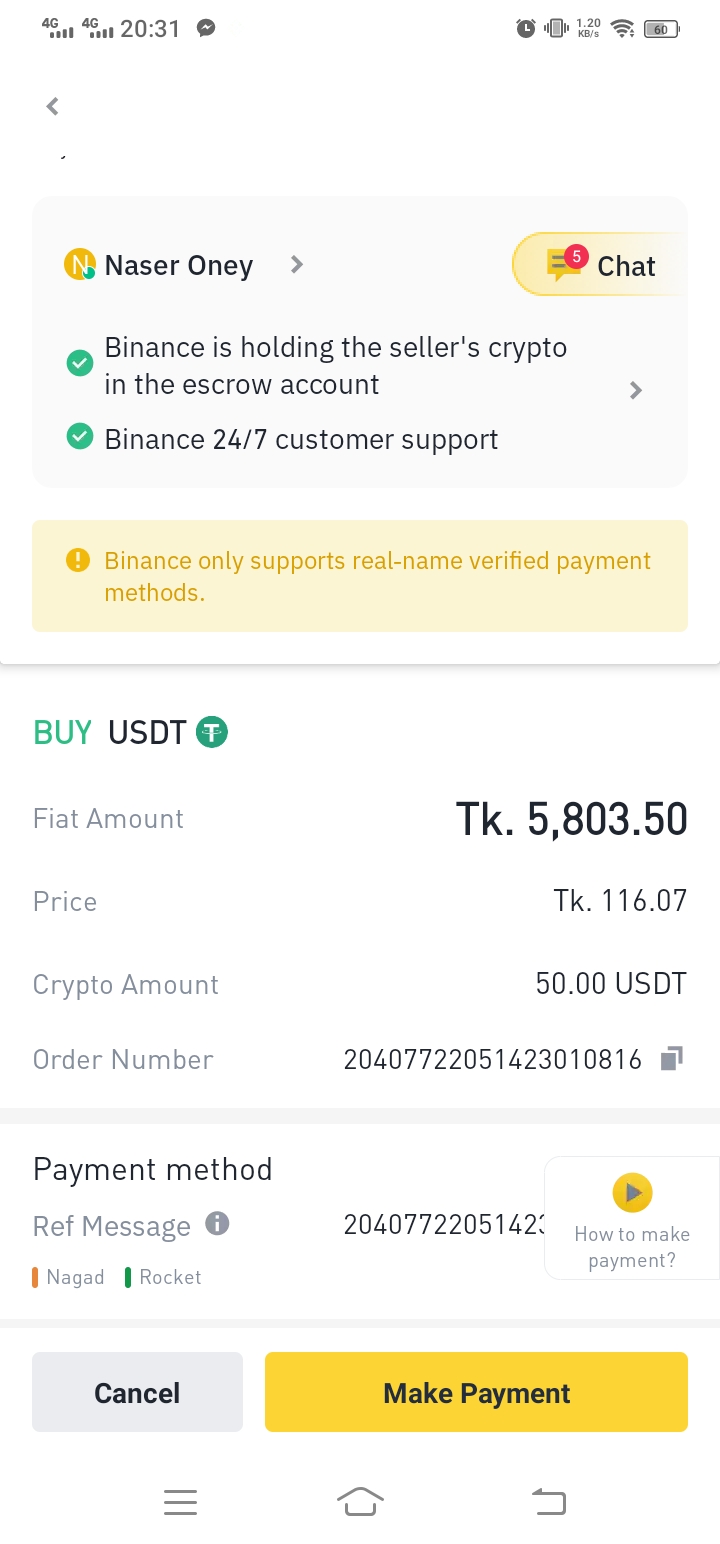 4G 4G 20:31 1.20 KB/s 60
N Naser Oney 5 Chat
Binance is holding the seller's crypto
in the escrow account
Binance 24/7 customer support
Binance only supports real-name verified payment
methods.
BUY USDT
Fiat Amount Tk. 5,803.50
Price Tk. 116.07
Crypto Amount 50.00 USDT
Order Number 20407722051423010816
Payment method
Ref Message 2040772205142
How to make
payment?
Nagad Rocket
Cancel Make Payment